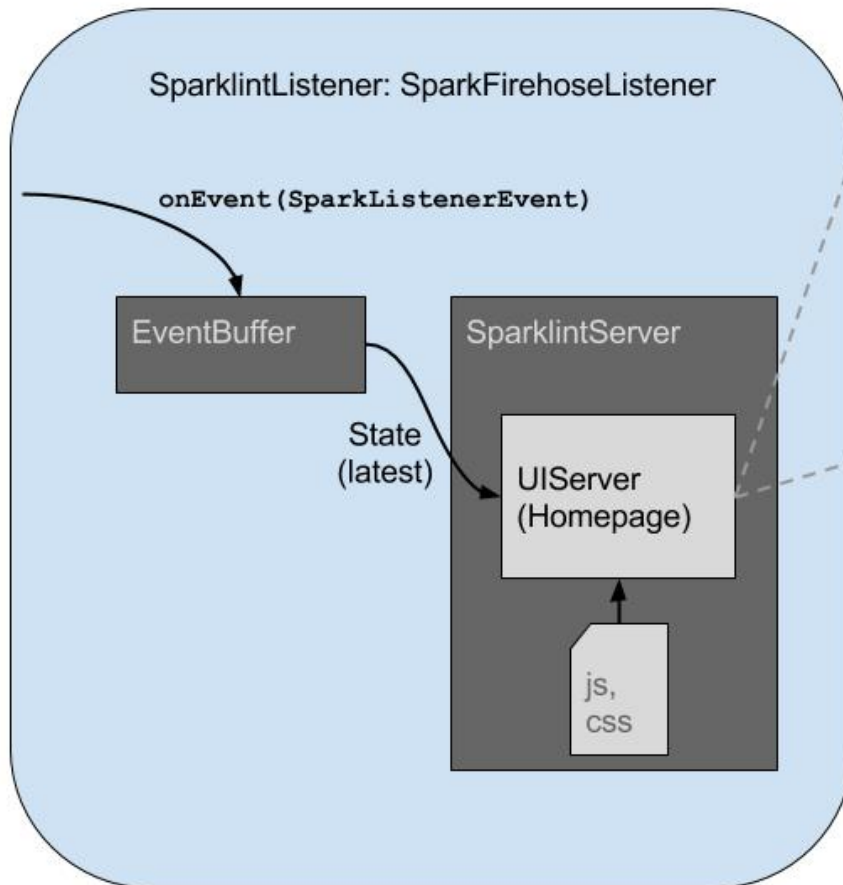 SparklintListener: SparkFirehoseListener
onEvent(SparkListenerEvent)
EventBuffer
SparklintServer
State
(latest)
UIServer
(Homepage)
js,
css